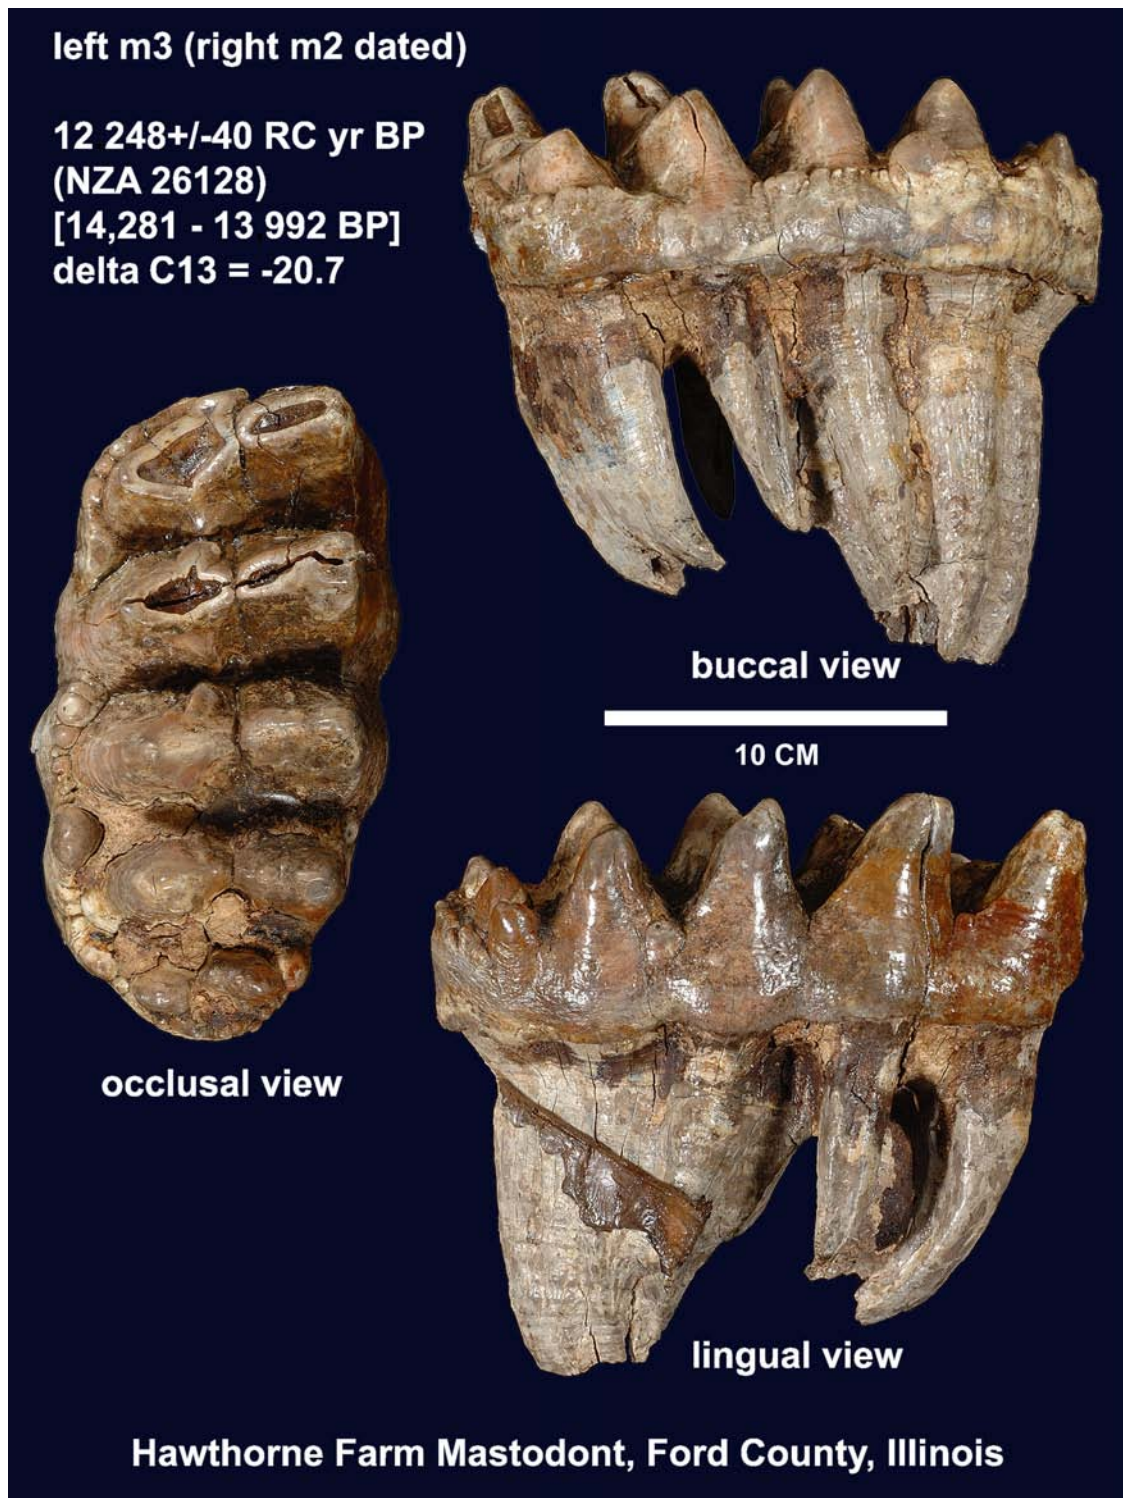 left m3 (right m2 dated)
12 248+/-40 RC yr BP
(NZA 26128)
[14,281 - 13 992 BP]
delta C13 = -20.7
buccal view
10 CM
occlusal view
lingual view
Hawthorne Farm Mastodont, Ford County, Illinois